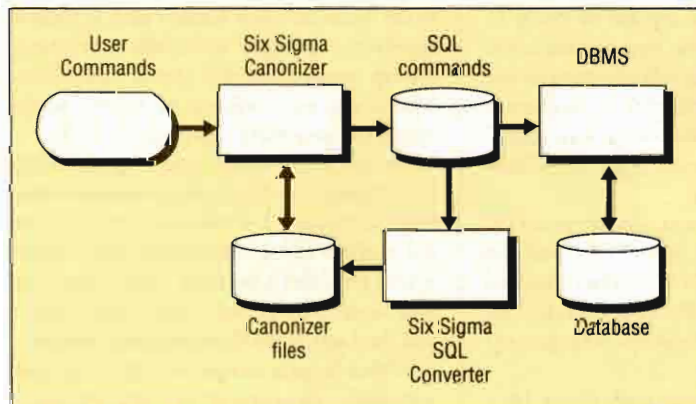 User
Commands
Six Sigma
Canonizer
SQL
commands
DBMS
Canonizer
files
Six Sigma
SQL
Converter
Database